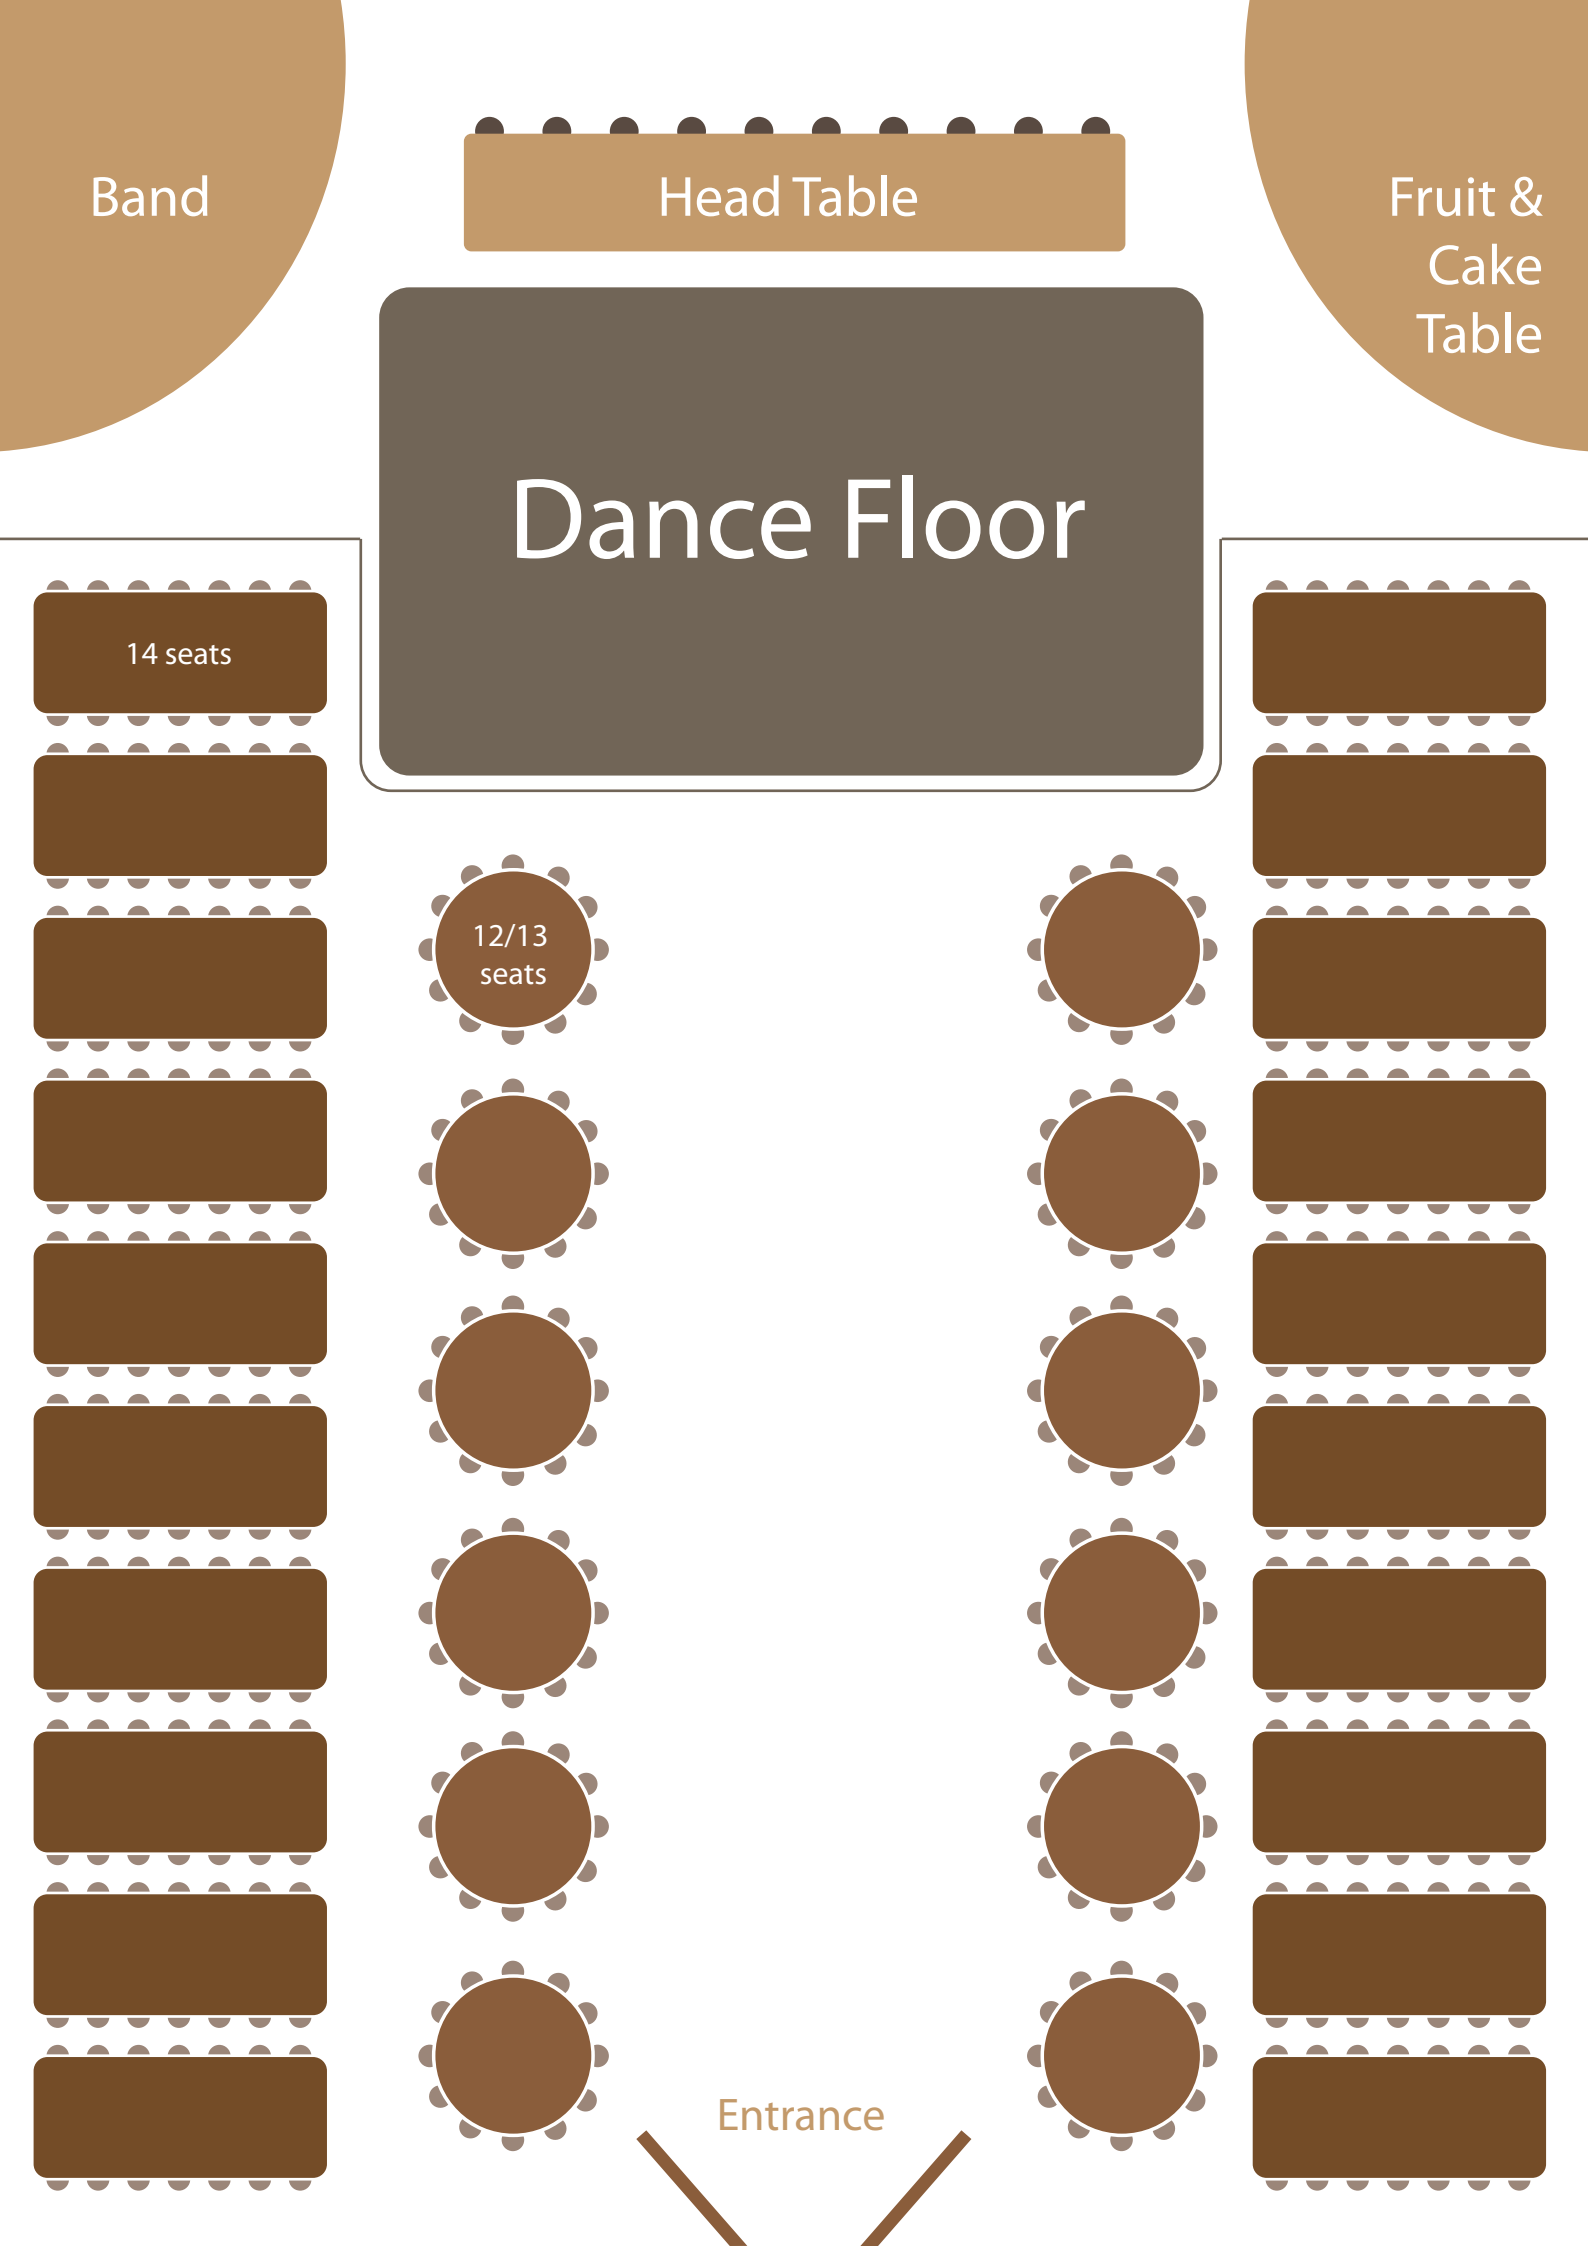 Band
Head Table
Fruit &
Cake
Table
Dance Floor
14 seats
12/13
seats
Entrance